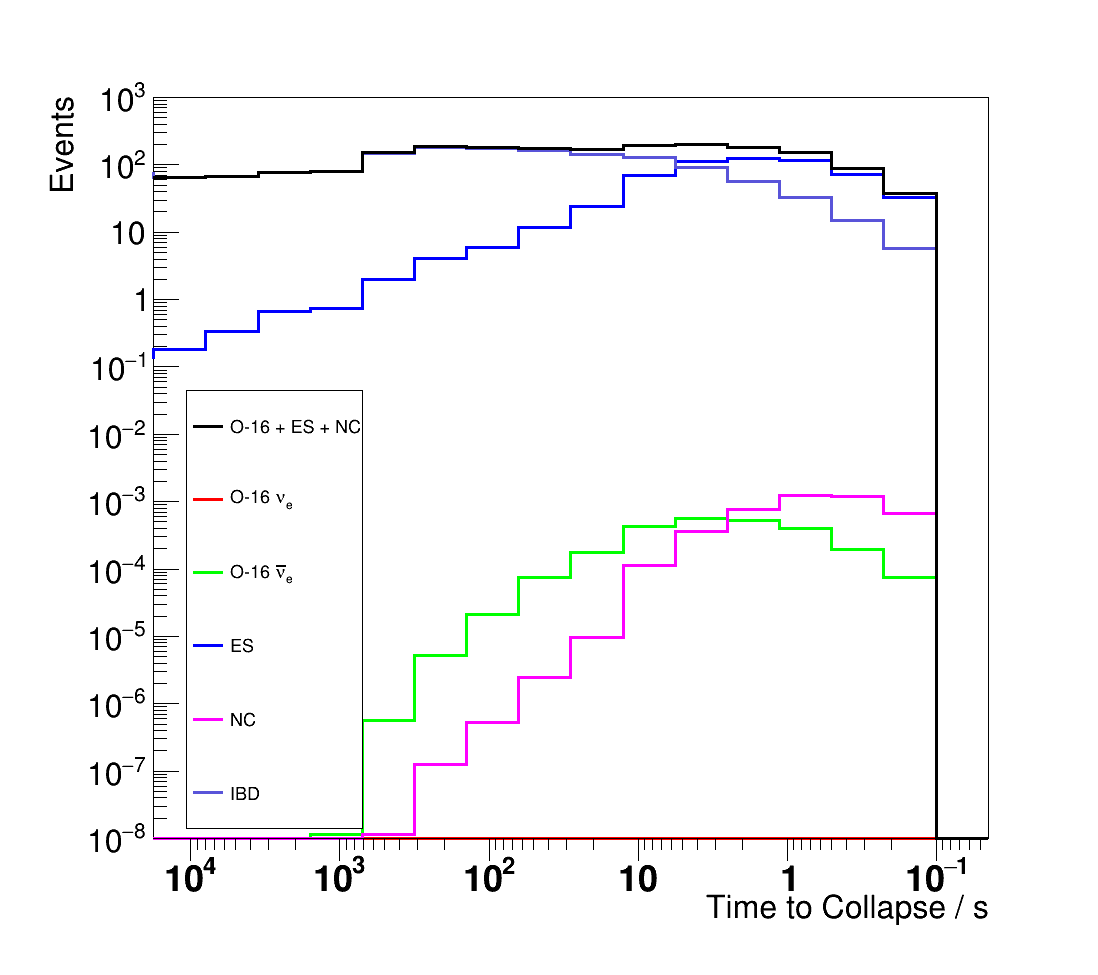 Events
10³
10²
10
1
10⁻¹
10⁻²
10⁻³
10⁻⁴
10⁻⁵
10⁻⁶
10⁻⁷
10⁻⁸
O-16 + ES + NC
O-16 νₑ
O-16 ν̅ₑ
ES
NC
IBD
10⁴ 10³ 10² 10 1 10⁻¹
Time to Collapse / s